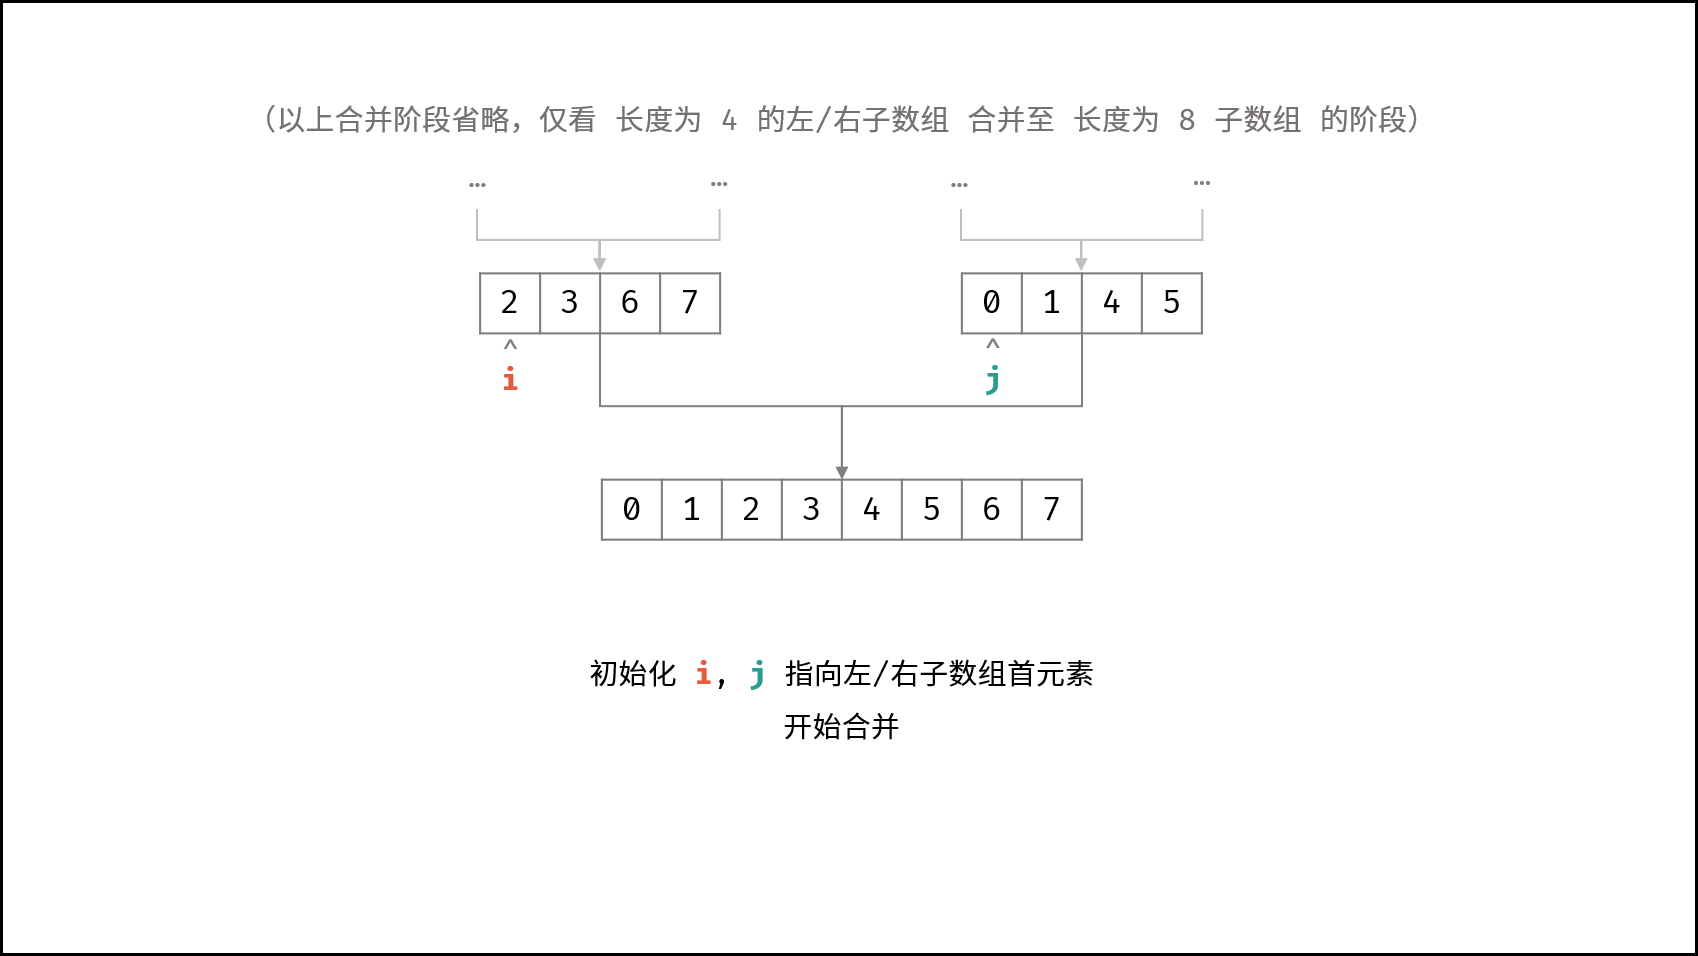 （以上合并阶段省略，仅看 长度为 4 的左/右子数组 合并至 长度为 8 子数组 的阶段）
… … … …
2 3 6 7 0 1 4 5
^ ^
i j
0 1 2 3 4 5 6 7
初始化 i, j 指向左/右子数组首元素
开始合并